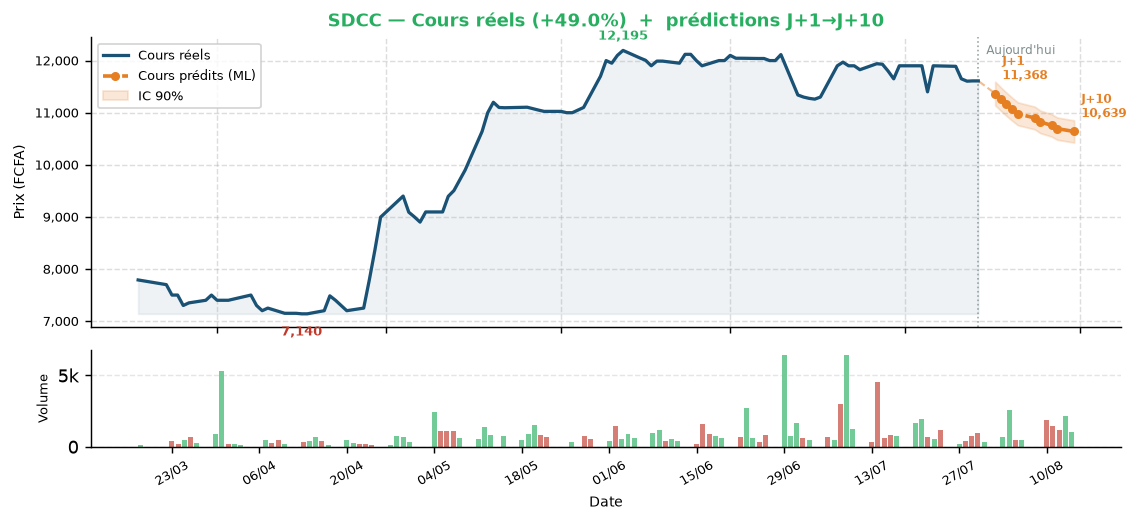 SDCC — Cours réels (+49.0%) + prédictions J+1→J+10
12,195
Cours réels
Cours prédits (ML)
IC 90%
Aujourd'hui
J+1
11,368
J+10
10,639
12,000
11,000
10,000
9,000
8,000
7,000
Prix (FCFA)
7,140
5k
0
Volume
23/03
06/04
20/04
04/05
18/05
01/06
15/06
29/06
13/07
27/07
10/08
Date